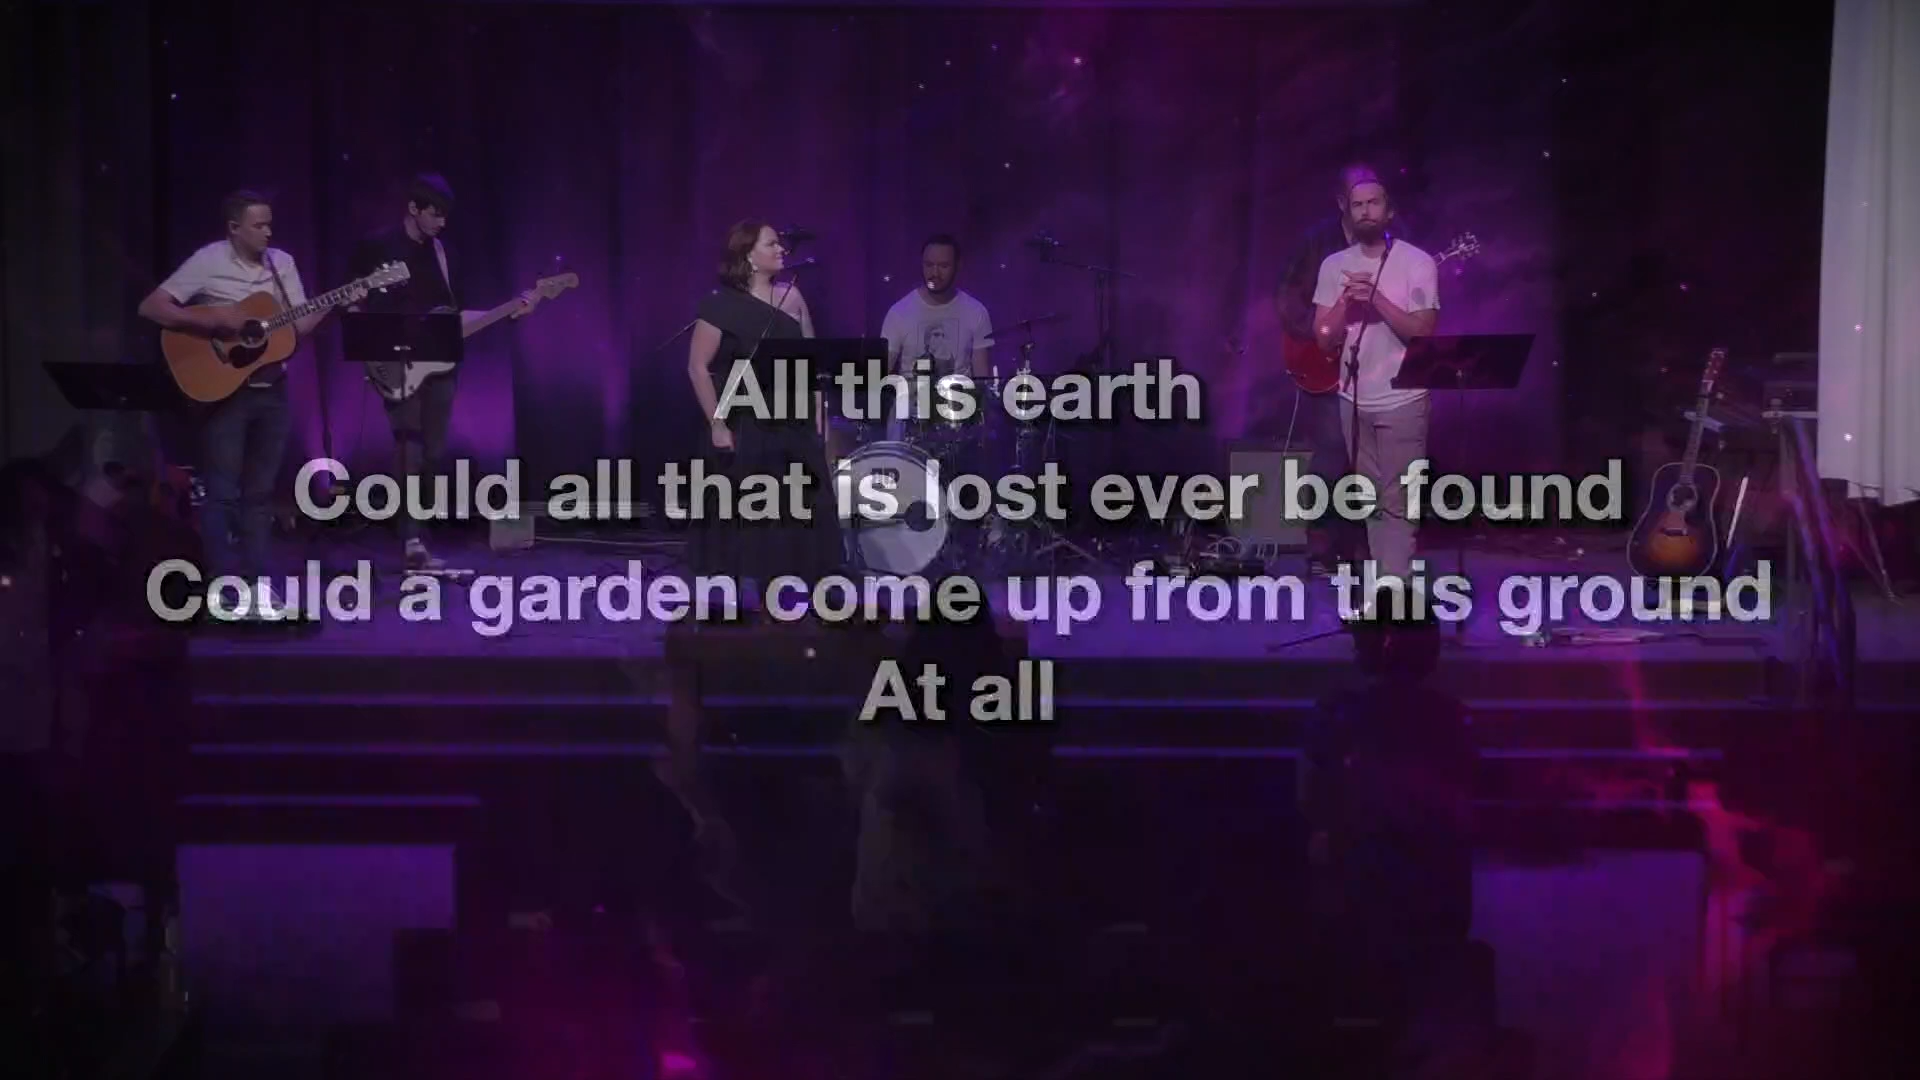 All this earth
Could all that is lost ever be found
Could a garden come up from this ground
At all